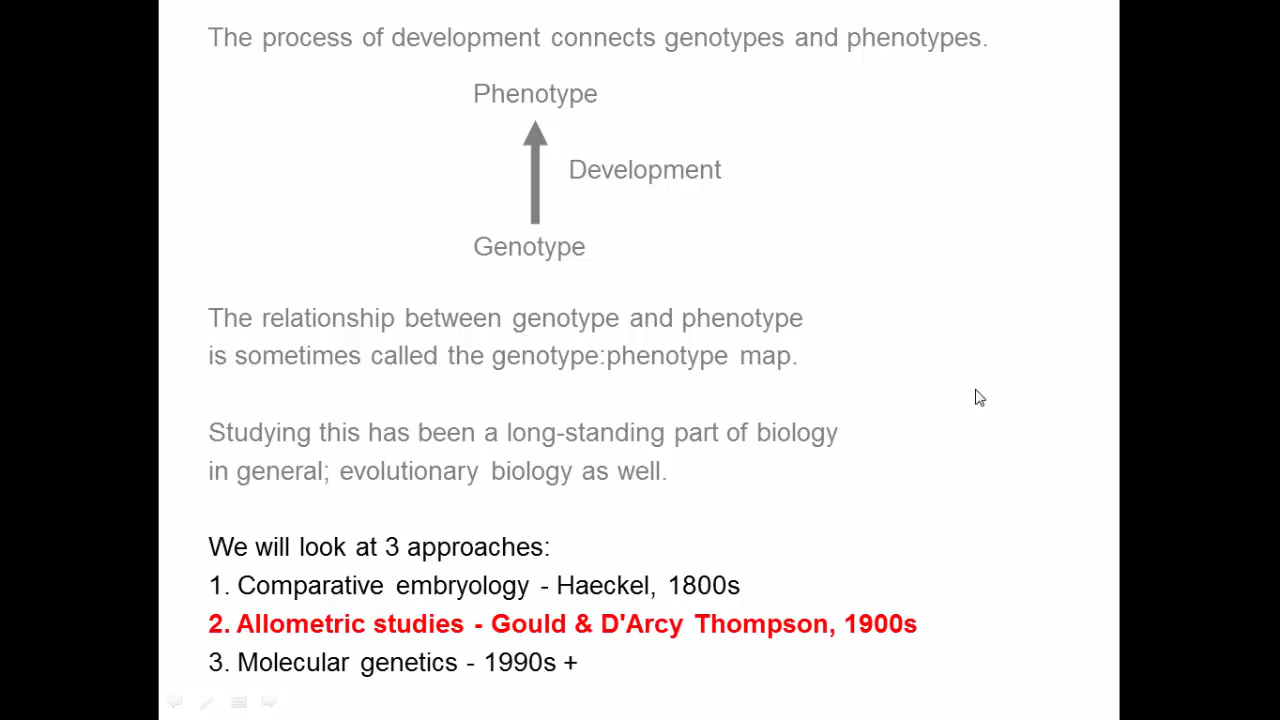 The process of development connects genotypes and phenotypes.
Phenotype
Development
Genotype
The relationship between genotype and phenotype
is sometimes called the genotype:phenotype map.
Studying this has been a long-standing part of biology
in general; evolutionary biology as well.
We will look at 3 approaches:
1. Comparative embryology - Haeckel, 1800s
2. Allometric studies - Gould & D'Arcy Thompson, 1900s
3. Molecular genetics - 1990s +